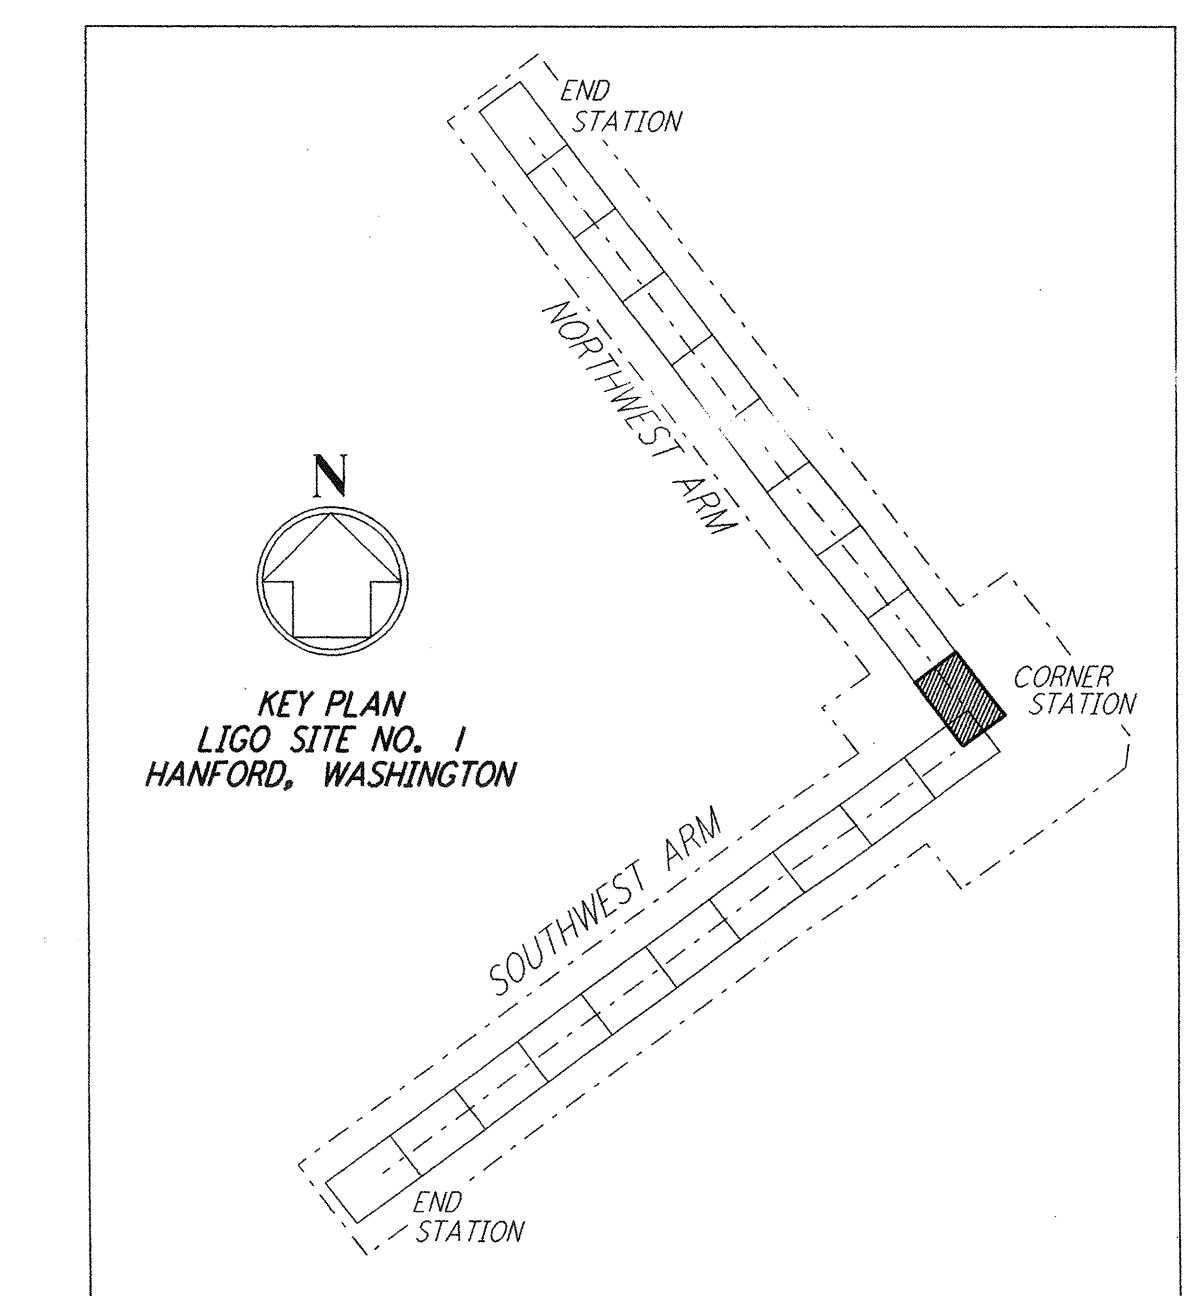 END
STATION
NORTHWEST ARM
N
KEY PLAN
LIGO SITE NO. 1
HANFORD, WASHINGTON
CORNER
STATION
SOUTHWEST ARM
END
STATION